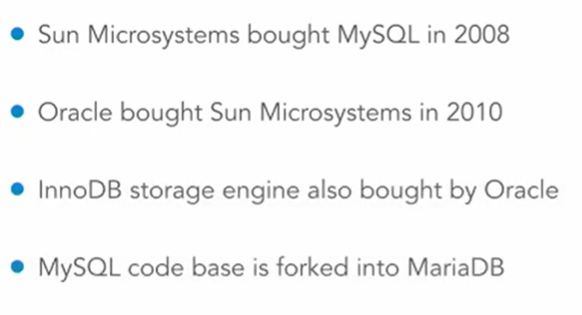 Sun Microsystems bought MySQL in 2008
Oracle bought Sun Microsystems in 2010
InnoDB storage engine also bought by Oracle
MySQL code base is forked into MariaDB